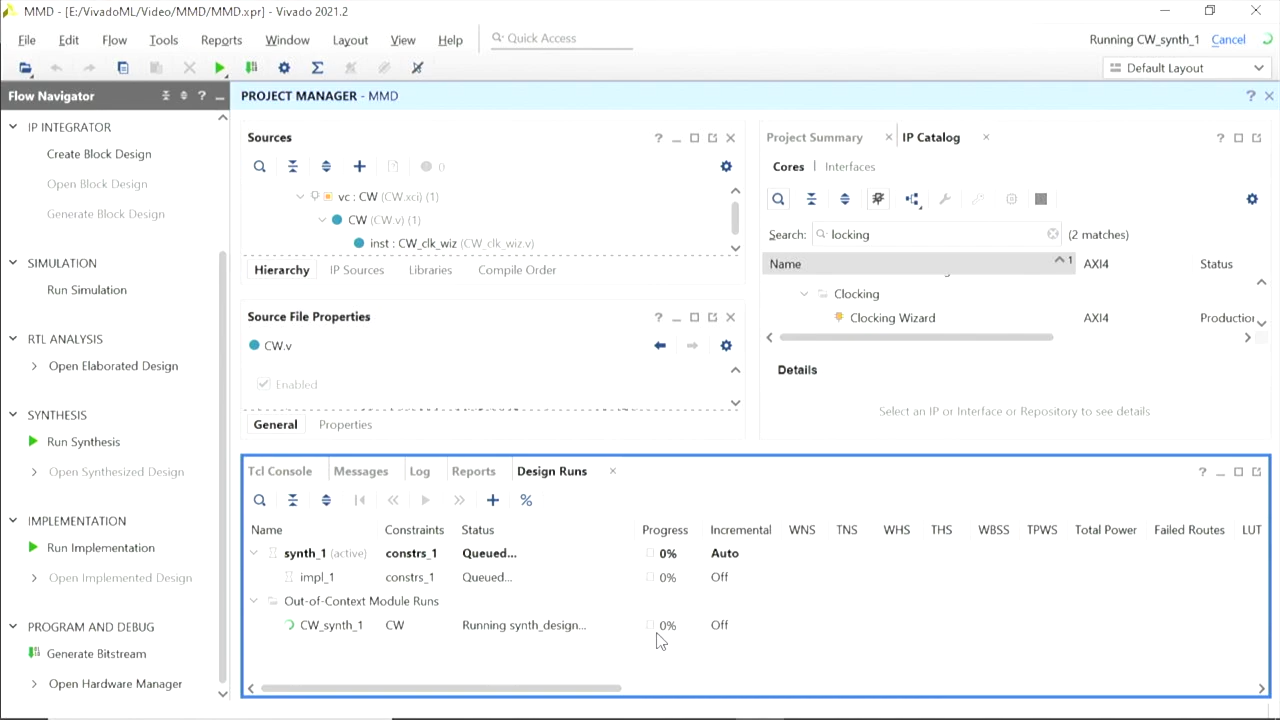 MMD - [E:/VivadoML/Video/MMD/MMD.xpr] - Vivado 2021.2
File Edit Flow Tools Reports Window Layout View Help Quick Access
Running CW_synth_1 Cancel
Default Layout
Flow Navigator
IP INTEGRATOR
Create Block Design
Open Block Design
Generate Block Design
SIMULATION
Run Simulation
RTL ANALYSIS
Open Elaborated Design
SYNTHESIS
Run Synthesis
Open Synthesized Design
IMPLEMENTATION
Run Implementation
Open Implemented Design
PROGRAM AND DEBUG
Generate Bitstream
Open Hardware Manager
PROJECT MANAGER - MMD
Sources
0
vc : CW (CW.xci) (1)
CW (CW.v) (1)
inst : CW_clk_wiz (CW_clk_wiz.v)
Hierarchy IP Sources Libraries Compile Order
Source File Properties
CW.v
Enabled
General Properties
Project Summary IP Catalog
Cores | Interfaces
Search: locking (2 matches)
Name 1 AXI4 Status
Clocking
Clocking Wizard AXI4 Production
Details
Select an IP or Interface or Repository to see details
Tcl Console Messages Log Reports Design Runs
Name Constraints Status Progress Incremental WNS TNS WHS THS WBSS TPWS Total Power Failed Routes LUT
synth_1 (active) constrs_1 Queued... 0% Auto
impl_1 constrs_1 Queued... 0% Off
Out-of-Context Module Runs
CW_synth_1 CW Running synth_design... 0% Off